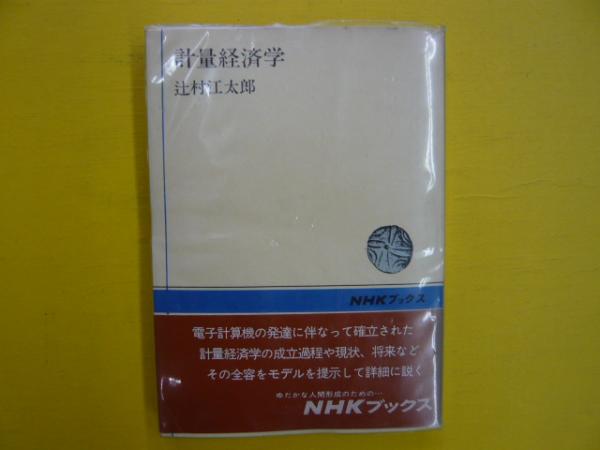 計量経済学
辻村江太郎
NHKブックス
電子計算機の発達に伴なって確立された
計量経済学の成立過程や現状、将来など
その全容をモデルを提示して詳細に説く
ゆたかな人間形成のための…
NHKブックス